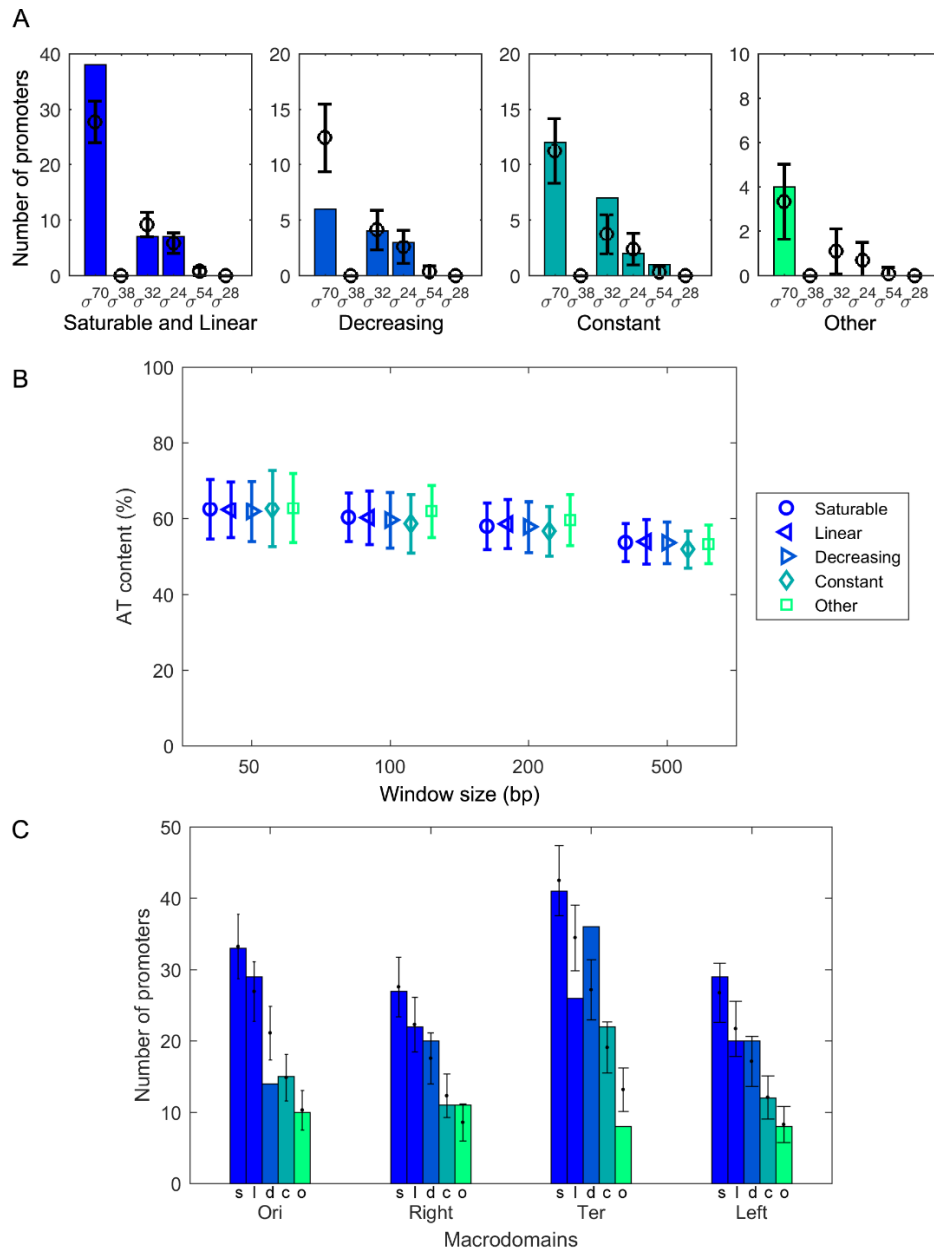 A
Number of promoters
40
30
20
10
0
σ70 σ38 σ32 σ24 σ54 σ28
Saturable and Linear
20
15
10
5
0
σ70 σ38 σ32 σ24 σ54 σ28
Decreasing
20
15
10
5
0
σ70 σ38 σ32 σ24 σ54 σ28
Constant
10
8
6
4
2
0
σ70 σ38 σ32 σ24 σ54 σ28
Other
B
AT content (%)
100
80
60
40
20
0
50 100 200 500
Window size (bp)
Saturable
Linear
Decreasing
Constant
Other
C
Number of promoters
50
40
30
20
10
0
s l d c o s l d c o s l d c o s l d c o
Ori Right Ter Left
Macrodomains